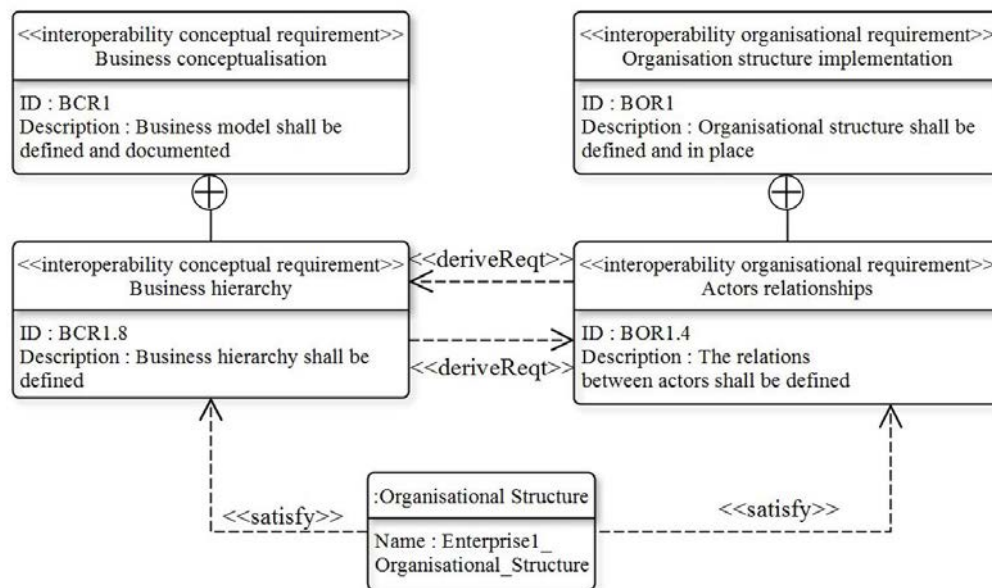 <<interoperability conceptual requirement>>
Business conceptualisation
ID : BCR1
Description : Business model shall be
defined and documented
<<interoperability organisational requirement>>
Organisation structure implementation
ID : BOR1
Description : Organisational structure shall be
defined and in place
<<interoperability conceptual requirement>>
Business hierarchy
ID : BCR1.8
Description : Business hierarchy shall be
defined
<<deriveReqt>>
<<deriveReqt>>
<<interoperability organisational requirement>>
Actors relationships
ID : BOR1.4
Description : The relations
between actors shall be defined
<<satisfy>>
:Organisational Structure
Name : Enterprise1_
Organisational_Structure
<<satisfy>>